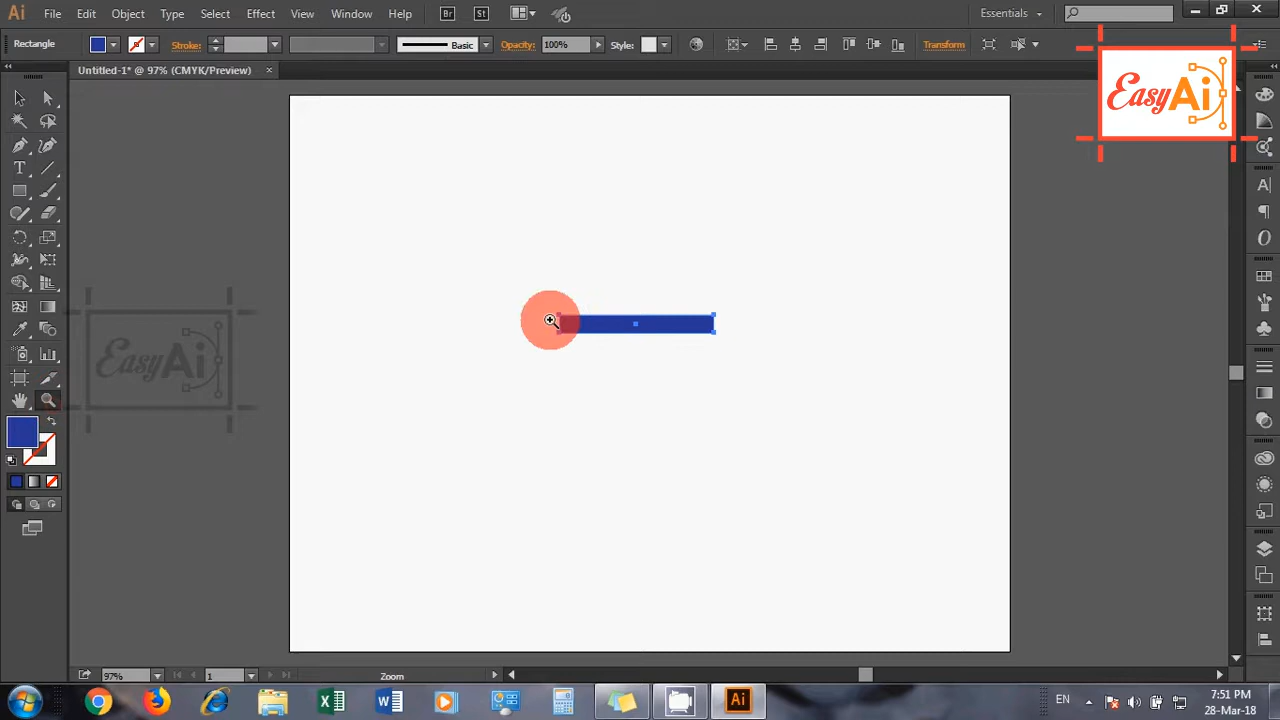 Ai File Edit Object Type Select Effect View Window Help Br St Essentials
Rectangle Stroke: Basic Opacity: 100% Style: Transform
Untitled-1* @ 97% (CMYK/Preview)
EasyAi
EasyAi
97% 1 Zoom
Ai EN 7:51 PM
28-Mar-18